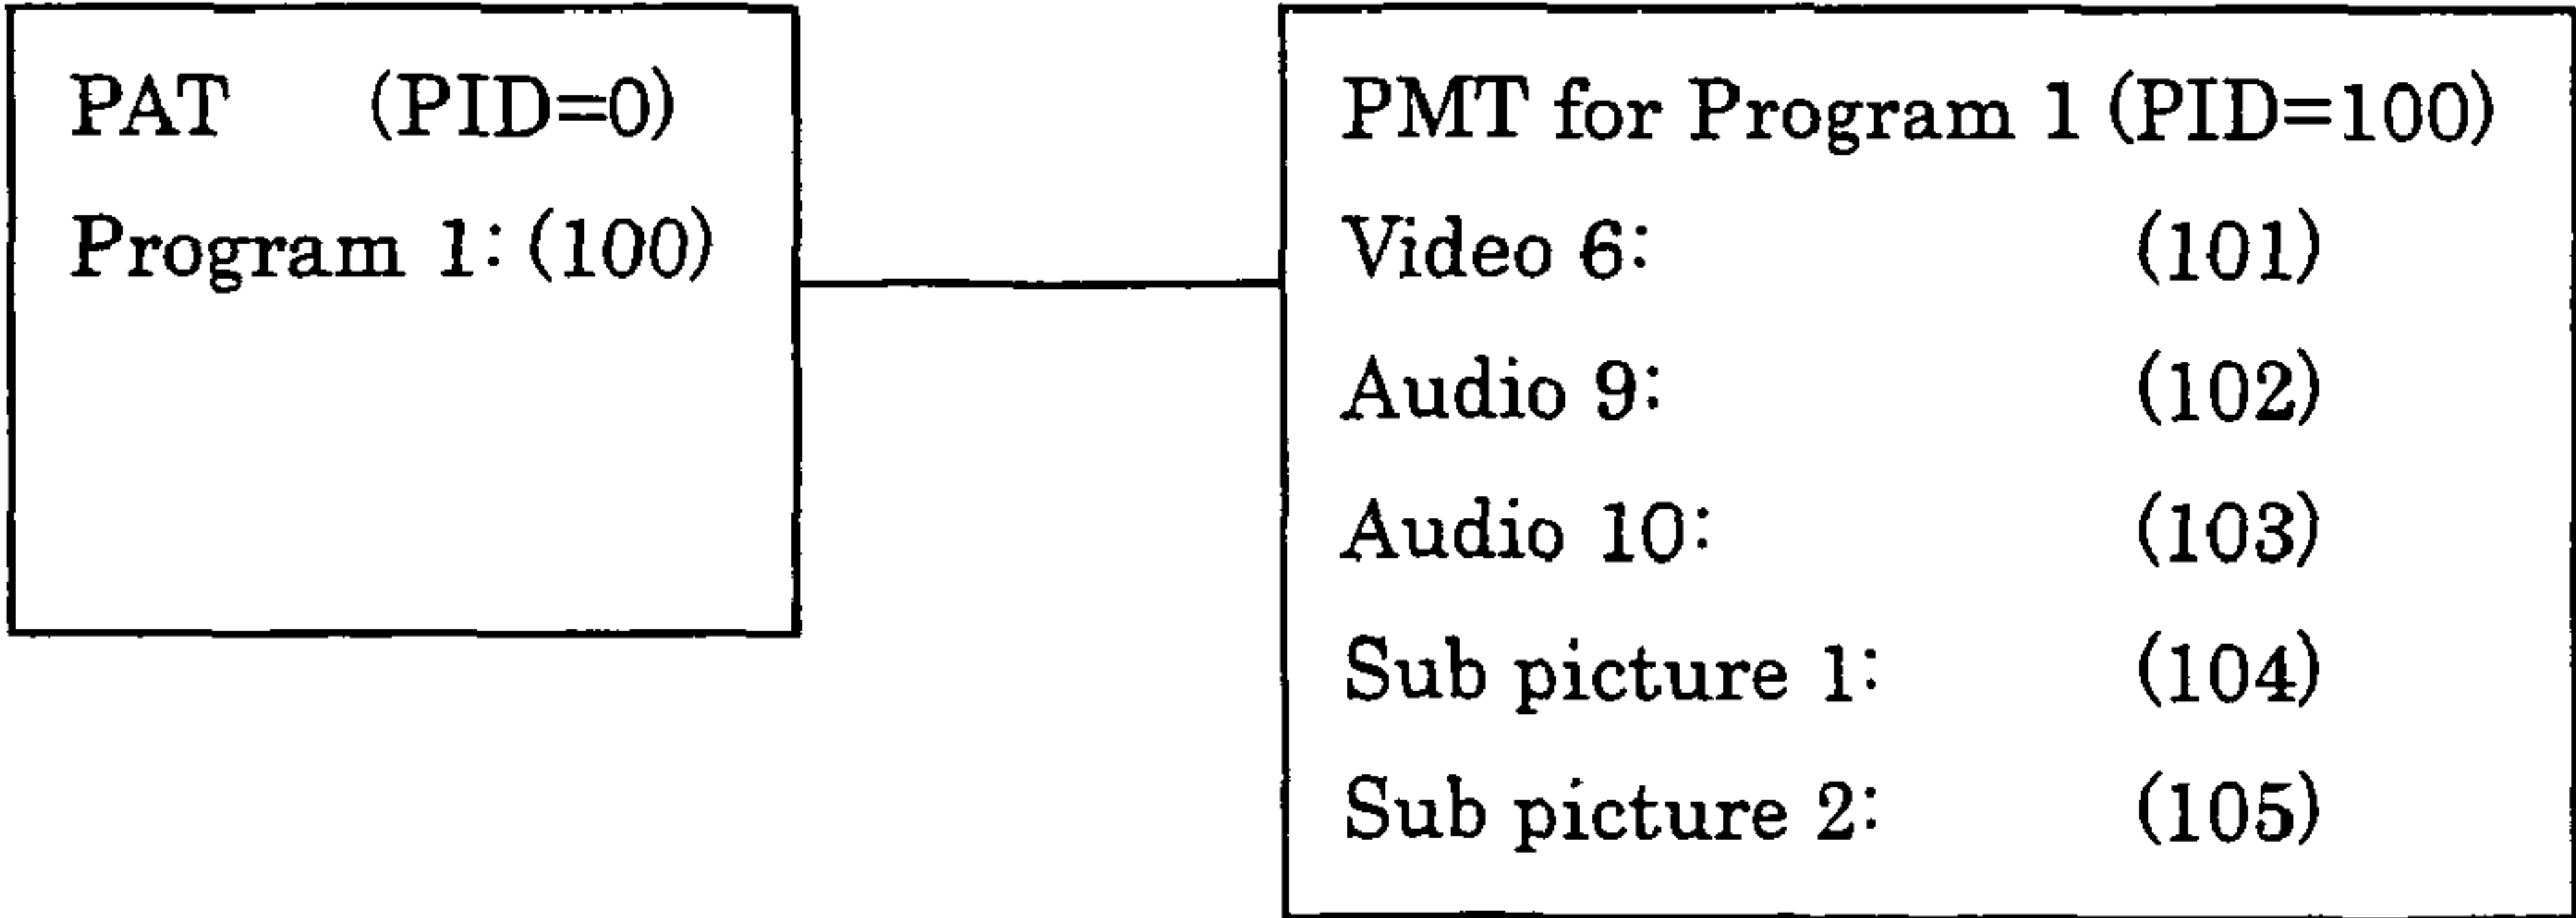 PAT (PID=0)
Program 1: (100)
PMT for Program 1 (PID=100)
Video 6: (101)
Audio 9: (102)
Audio 10: (103)
Sub picture 1: (104)
Sub picture 2: (105)